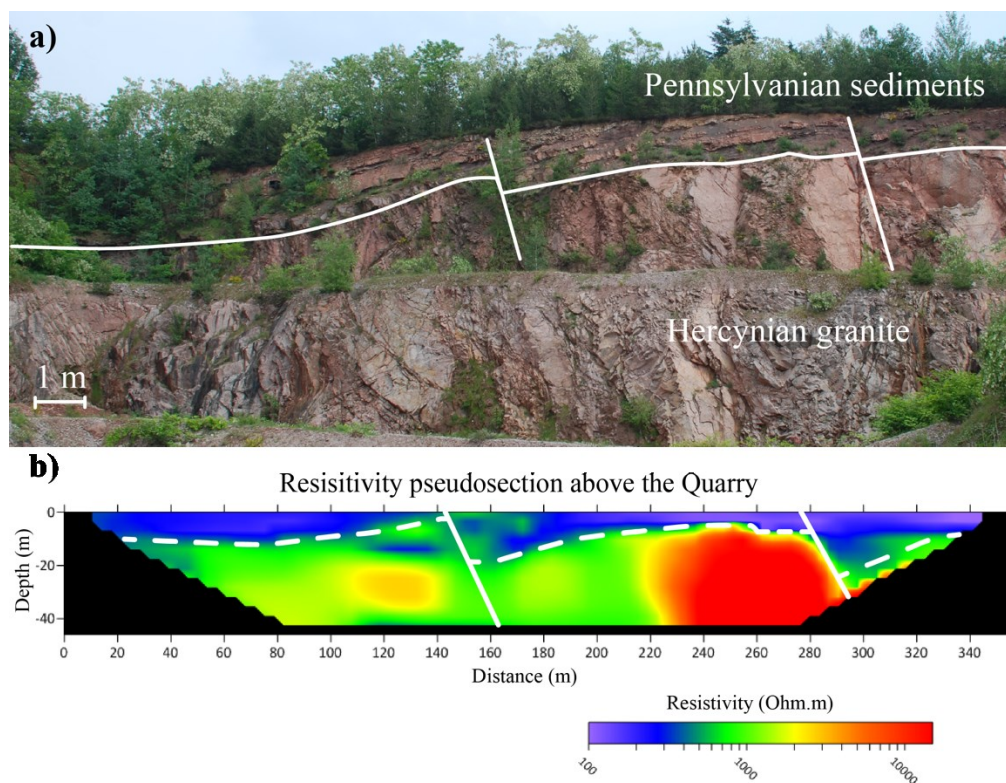 a)
Pennsylvanian sediments
Hercynian granite
1 m
b)
Resisitivity pseudosection above the Quarry
Depth (m)
0
-20
-40
0 20 40 60 80 100 120 140 160 180 200 220 240 260 280 300 320 340
Distance (m)
Resistivity (Ohm.m)
100 1000 10000